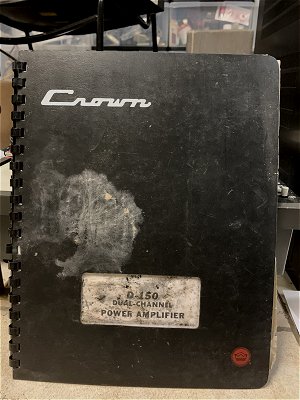 Crown
D-150
DUAL-CHANNEL
POWER AMPLIFIER